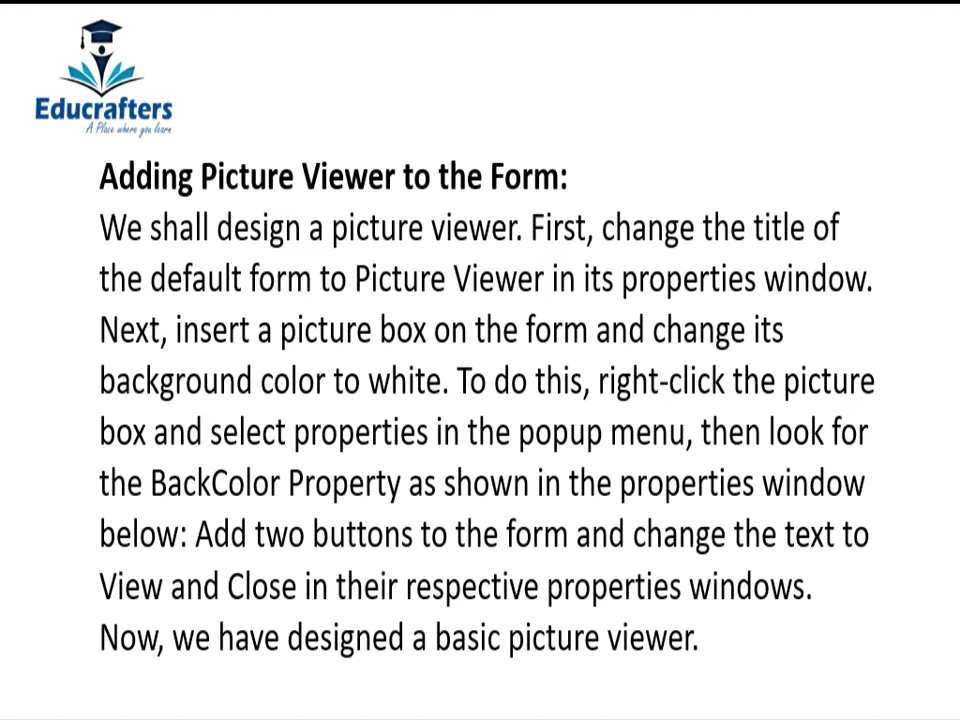 Educrafters
A Place where you learn
Adding Picture Viewer to the Form:
We shall design a picture viewer. First, change the title of
the default form to Picture Viewer in its properties window.
Next, insert a picture box on the form and change its
background color to white. To do this, right-click the picture
box and select properties in the popup menu, then look for
the BackColor Property as shown in the properties window
below: Add two buttons to the form and change the text to
View and Close in their respective properties windows.
Now, we have designed a basic picture viewer.